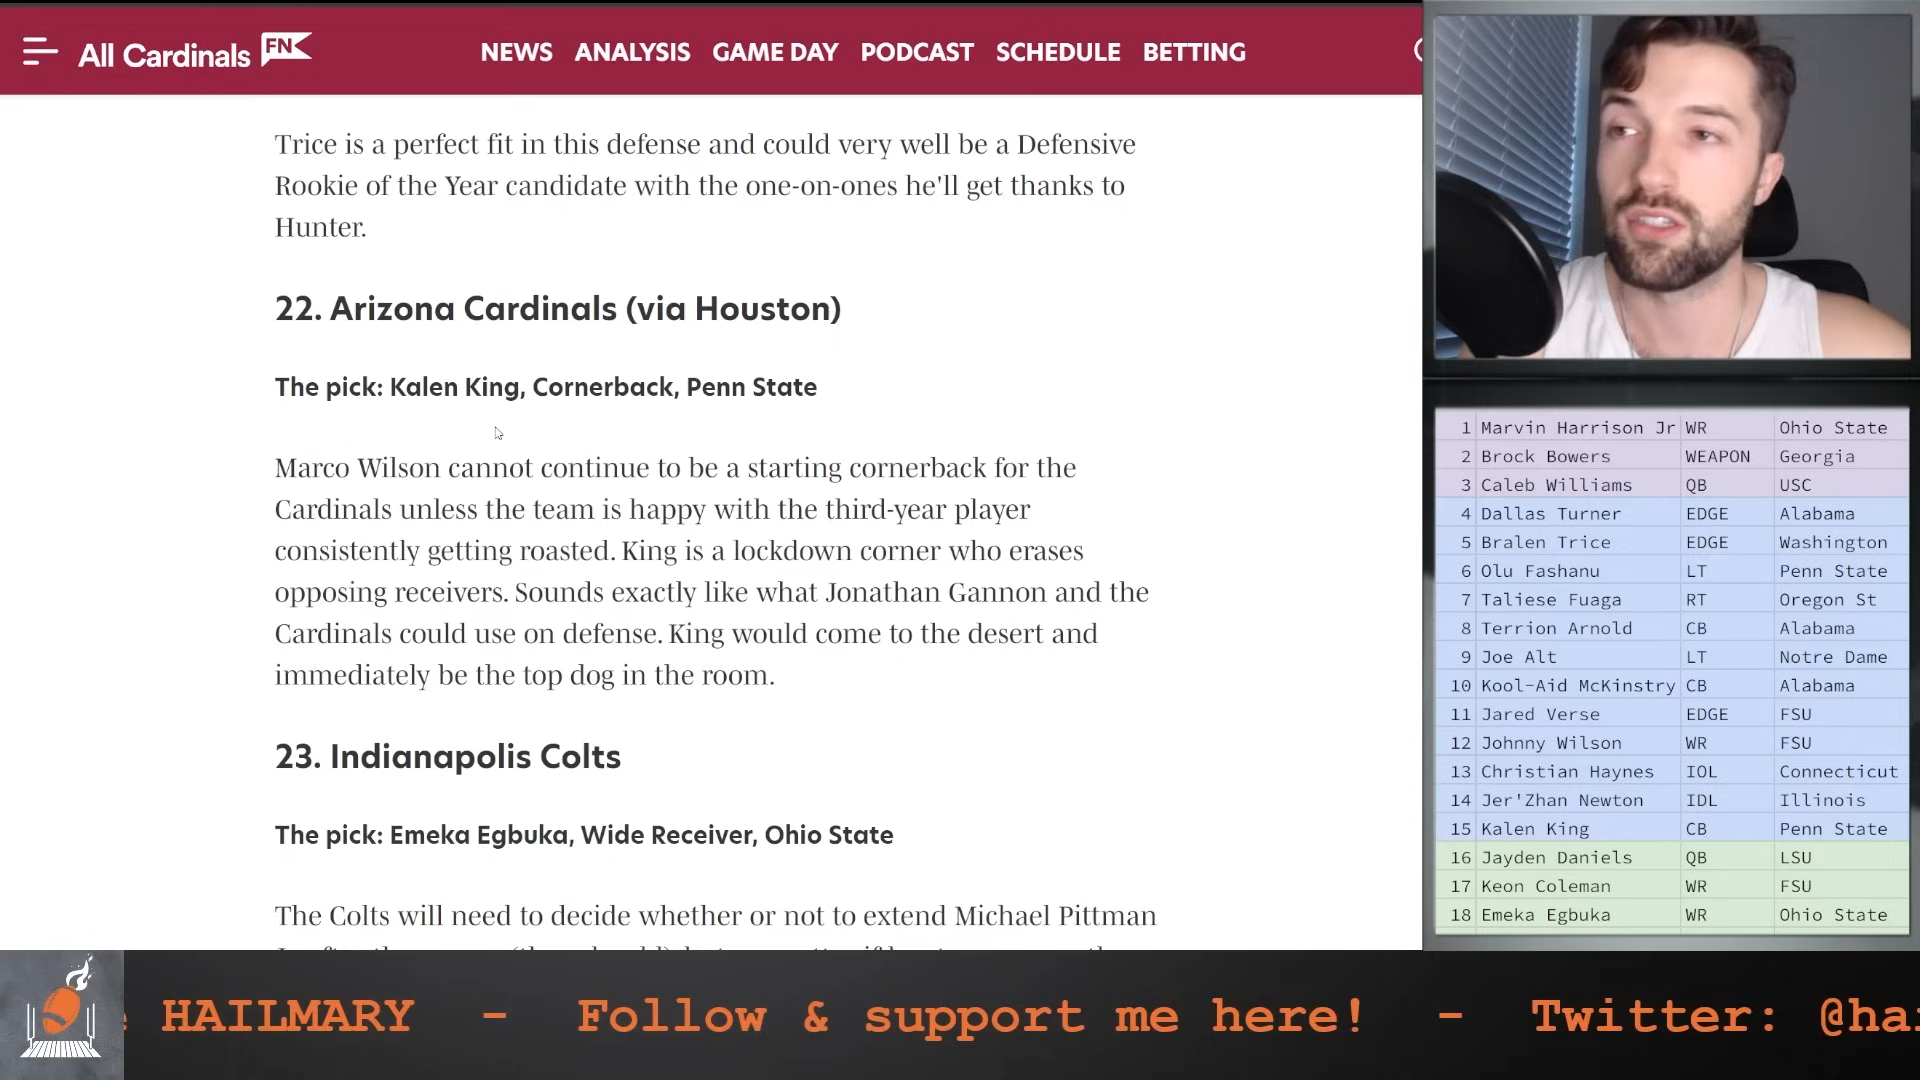 All Cardinals FN
NEWS ANALYSIS GAME DAY PODCAST SCHEDULE BETTING
Trice is a perfect fit in this defense and could very well be a Defensive
Rookie of the Year candidate with the one-on-ones he'll get thanks to
Hunter.
22. Arizona Cardinals (via Houston)
The pick: Kalen King, Cornerback, Penn State
Marco Wilson cannot continue to be a starting cornerback for the
Cardinals unless the team is happy with the third-year player
consistently getting roasted. King is a lockdown corner who erases
opposing receivers. Sounds exactly like what Jonathan Gannon and the
Cardinals could use on defense. King would come to the desert and
immediately be the top dog in the room.
23. Indianapolis Colts
The pick: Emeka Egbuka, Wide Receiver, Ohio State
The Colts will need to decide whether or not to extend Michael Pittman
1 Marvin Harrison Jr WR Ohio State
2 Brock Bowers WEAPON Georgia
3 Caleb Williams QB USC
4 Dallas Turner EDGE Alabama
5 Bralen Trice EDGE Washington
6 Olu Fashanu LT Penn State
7 Taliese Fuaga RT Oregon St
8 Terrion Arnold CB Alabama
9 Joe Alt LT Notre Dame
10 Kool-Aid McKinstry CB Alabama
11 Jared Verse EDGE FSU
12 Johnny Wilson WR FSU
13 Christian Haynes IOL Connecticut
14 Jer'Zhan Newton IDL Illinois
15 Kalen King CB Penn State
16 Jayden Daniels QB LSU
17 Keon Coleman WR FSU
18 Emeka Egbuka WR Ohio State
HAILMARY - Follow & support me here! - Twitter: @ha